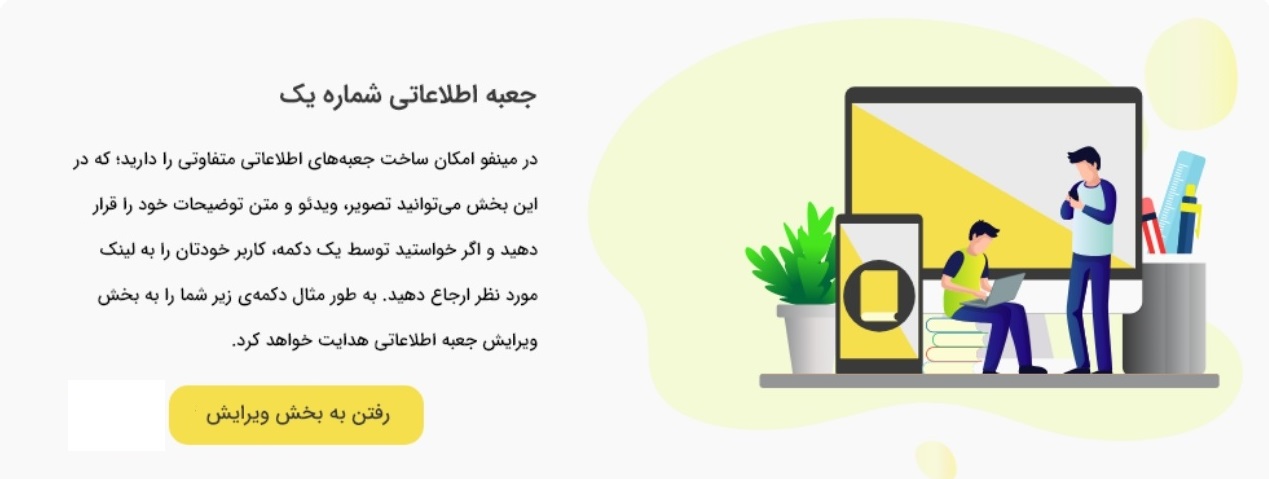 جعبه اطلاعاتی شماره یک
در مینفو امکان ساخت جعبه‌های اطلاعاتی متفاوتی را دارید؛ که در
این بخش می‌توانید تصویر، ویدئو و متن توضیحات خود را قرار
دهید و اگر خواستید توسط یک دکمه، کاربر خودتان را به لینک
مورد نظر ارجاع دهید. به طور مثال دکمه‌ی زیر شما را به بخش
ویرایش جعبه اطلاعاتی هدایت خواهد کرد.
رفتن به بخش ویرایش